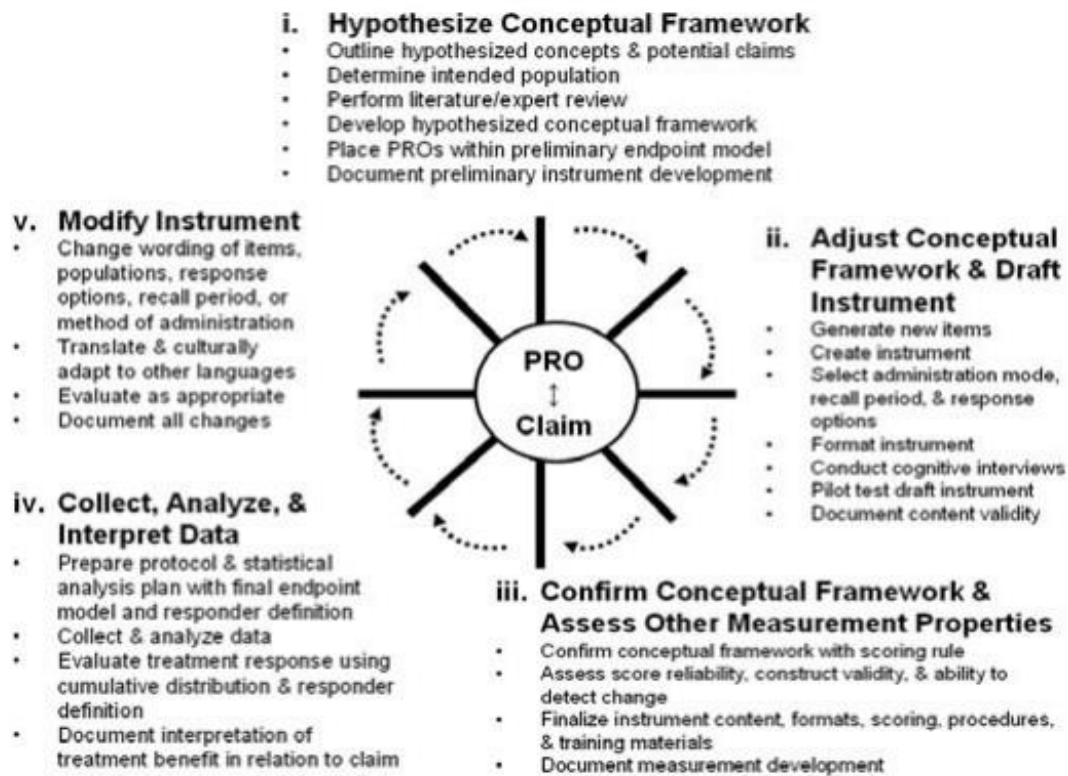 i. Hypothesize Conceptual Framework
• Outline hypothesized concepts & potential claims
• Determine intended population
• Perform literature/expert review
• Develop hypothesized conceptual framework
• Place PROs within preliminary endpoint model
• Document preliminary instrument development
ii. Adjust Conceptual
Framework & Draft
Instrument
• Generate new items
• Create instrument
• Select administration mode,
recall period, & response
options
• Format instrument
• Conduct cognitive interviews
• Pilot test draft instrument
• Document content validity
iii. Confirm Conceptual Framework &
Assess Other Measurement Properties
• Confirm conceptual framework with scoring rule
• Assess score reliability, construct validity, & ability to
detect change
• Finalize instrument content, formats, scoring, procedures,
& training materials
• Document measurement development
iv. Collect, Analyze, &
Interpret Data
• Prepare protocol & statistical
analysis plan with final endpoint
model and responder definition
• Collect & analyze data
• Evaluate treatment response using
cumulative distribution & responder
definition
• Document interpretation of
treatment benefit in relation to claim
v. Modify Instrument
• Change wording of items,
populations, response
options, recall period, or
method of administration
• Translate & culturally
adapt to other languages
• Evaluate as appropriate
• Document all changes
PRO
↕
Claim